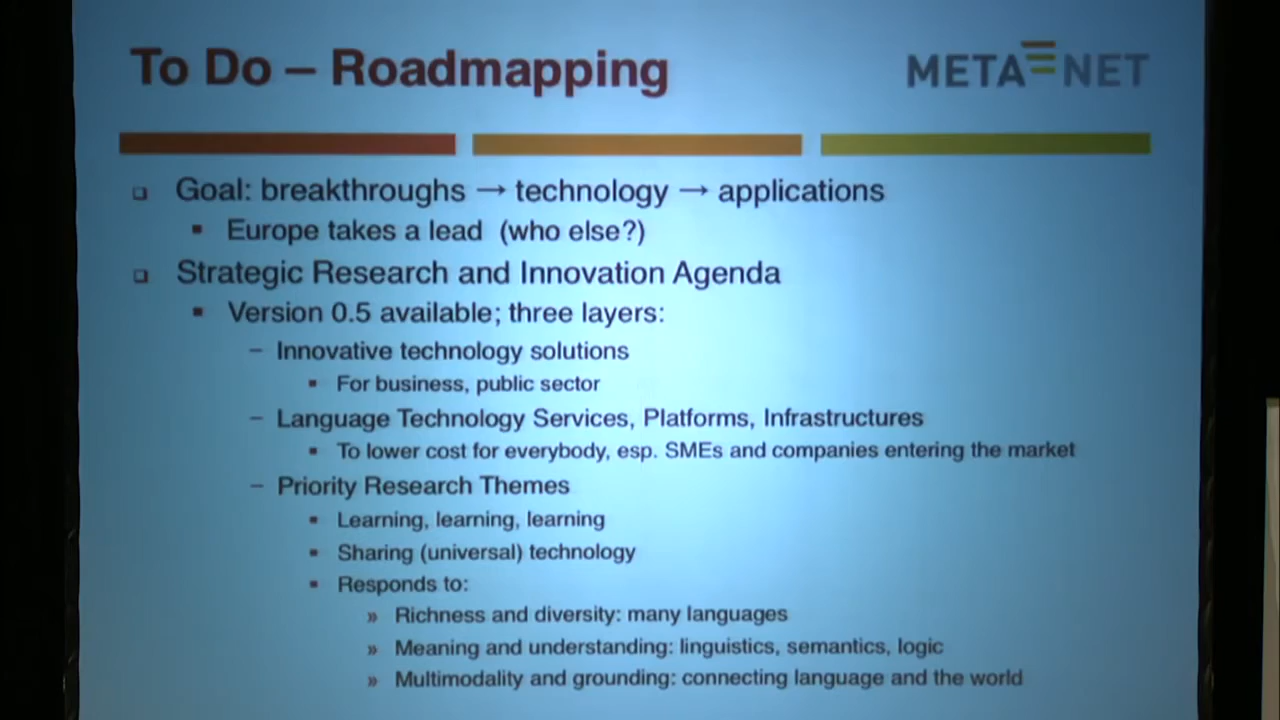 To Do – Roadmapping
META NET
Goal: breakthroughs → technology → applications
Europe takes a lead (who else?)
Strategic Research and Innovation Agenda
Version 0.5 available; three layers:
– Innovative technology solutions
For business, public sector
– Language Technology Services, Platforms, Infrastructures
To lower cost for everybody, esp. SMEs and companies entering the market
– Priority Research Themes
Learning, learning, learning
Sharing (universal) technology
Responds to:
» Richness and diversity: many languages
» Meaning and understanding: linguistics, semantics, logic
» Multimodality and grounding: connecting language and the world